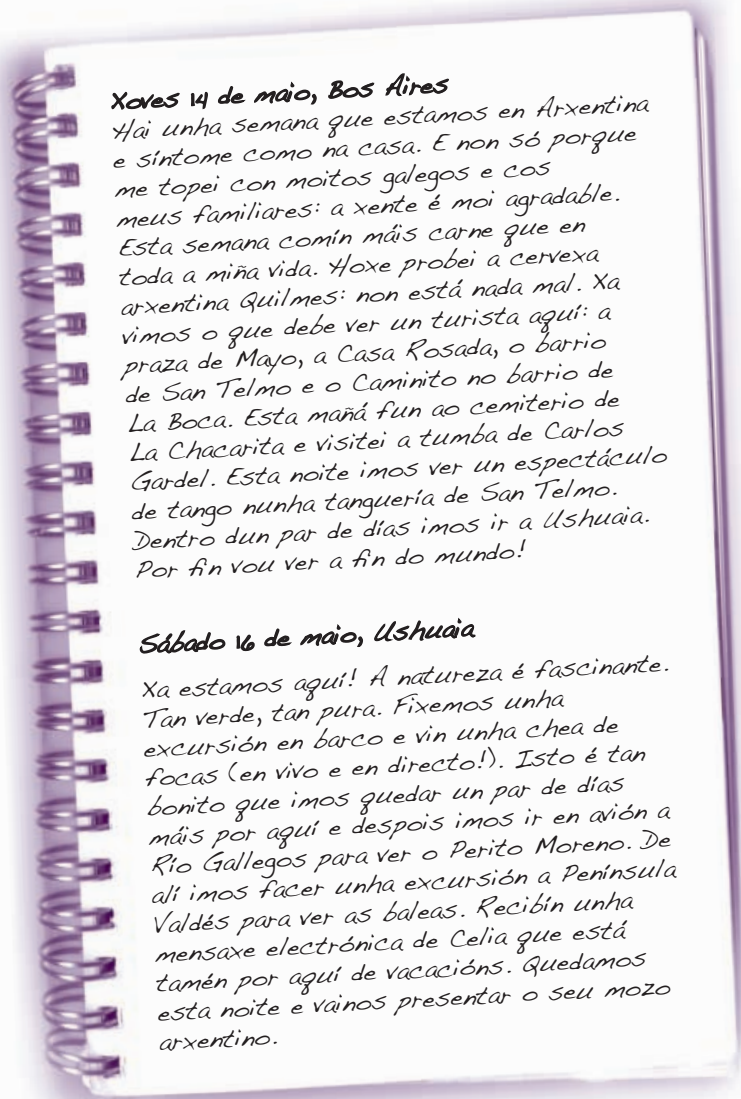 Xoves 14 de maio, Bos Aires
Hai unha semana que estamos en Arxentina
e síntome como na casa. E non só porque
me topei con moitos galegos e cos
meus familiares: a xente é moi agradable.
Esta semana comín máis carne que en
toda a miña vida. Hoxe probei a cervexa
arxentina Quilmes: non está nada mal. Xa
vimos o que debe ver un turista aquí: a
praza de Mayo, a Casa Rosada, o barrio
de San Telmo e o Caminito no barrio de
La Boca. Esta mañá fun ao cemiterio de
La Chacarita e visitei a tumba de Carlos
Gardel. Esta noite imos ver un espectáculo
de tango nunha tanguería de San Telmo.
Dentro dun par de días imos ir a Ushuaia.
Por fin vou ver a fin do mundo!
Sábado 16 de maio, Ushuaia
Xa estamos aquí! A natureza é fascinante.
Tan verde, tan pura. Fixemos unha
excursión en barco e vin unha chea de
focas (en vivo e en directo!). Isto é tan
bonito que imos quedar un par de días
máis por aquí e despois imos ir en avión a
Río Gallegos para ver o Perito Moreno. De
alí imos facer unha excursión a Península
Valdés para ver as baleas. Recibín unha
mensaxe electrónica de Celia que está
tamén por aquí de vacacións. Quedamos
esta noite e vainos presentar o seu mozo
arxentino.